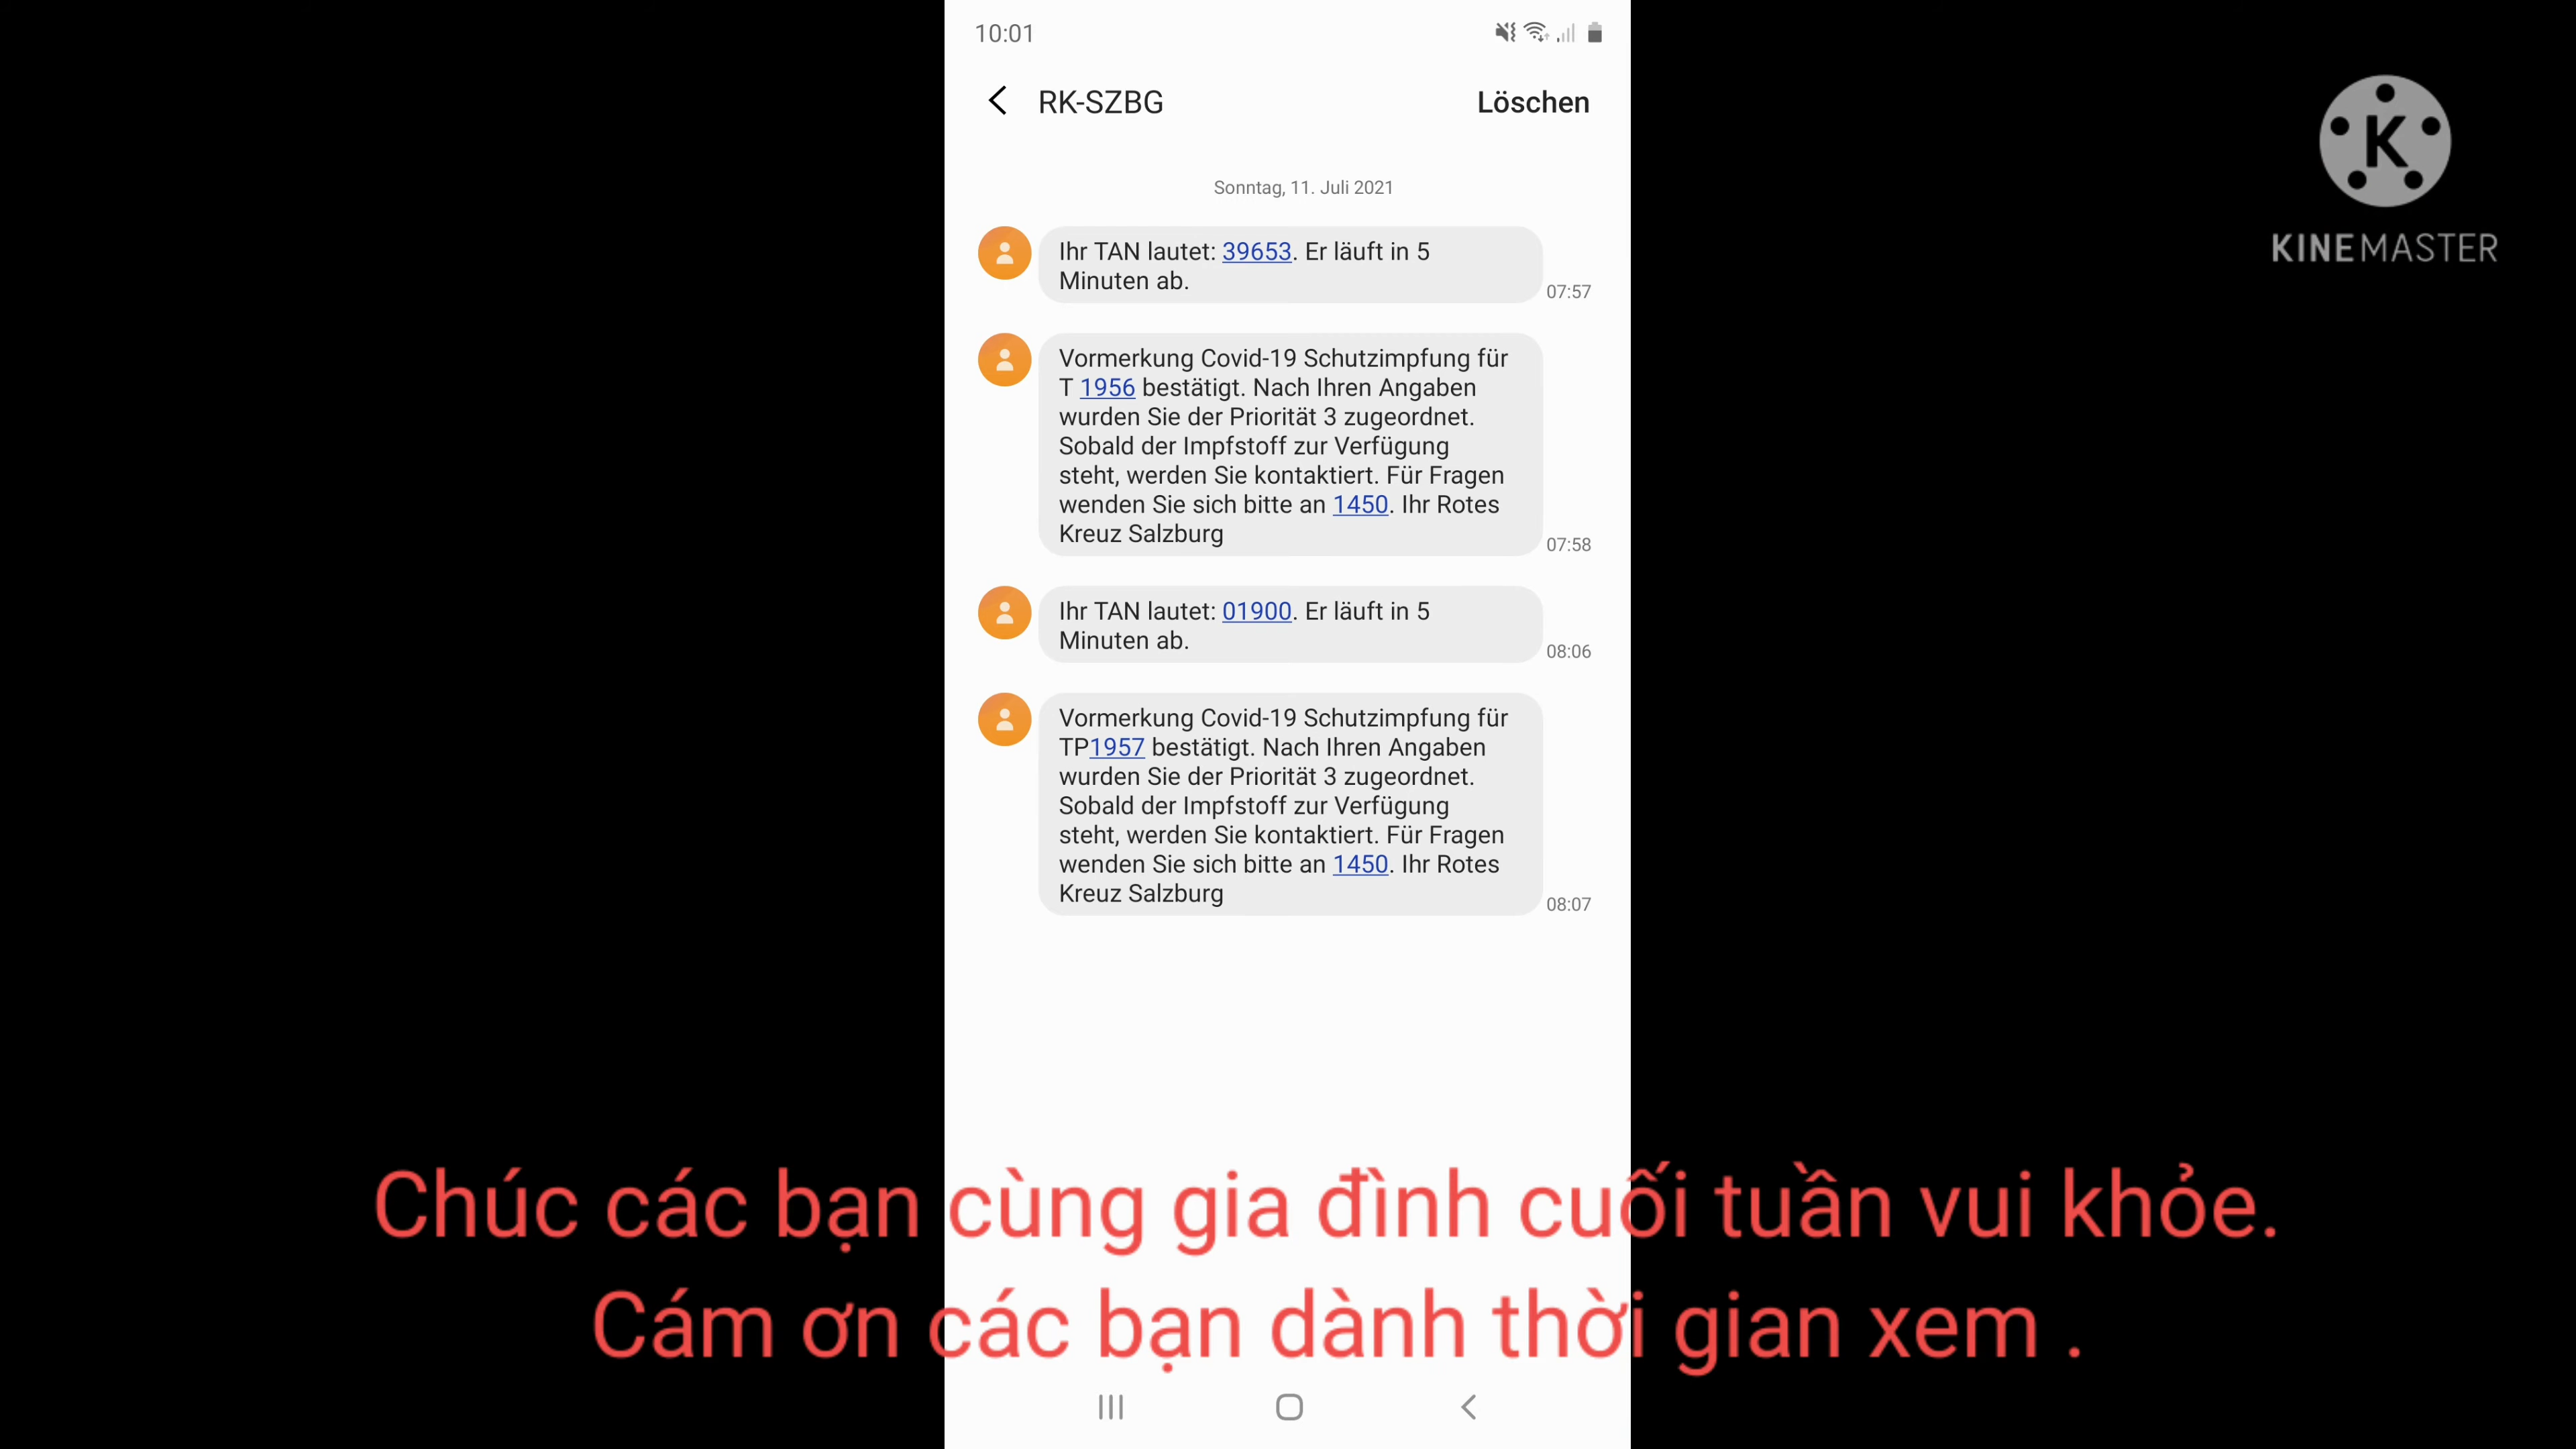 10:01
RK-SZBG
Löschen
KINEMASTER
Sonntag, 11. Juli 2021
Ihr TAN lautet: 39653. Er läuft in 5
Minuten ab.
07:57
Vormerkung Covid-19 Schutzimpfung für
T 1956 bestätigt. Nach Ihren Angaben
wurden Sie der Priorität 3 zugeordnet.
Sobald der Impfstoff zur Verfügung
steht, werden Sie kontaktiert. Für Fragen
wenden Sie sich bitte an 1450. Ihr Rotes
Kreuz Salzburg
07:58
Ihr TAN lautet: 01900. Er läuft in 5
Minuten ab.
08:06
Vormerkung Covid-19 Schutzimpfung für
TP1957 bestätigt. Nach Ihren Angaben
wurden Sie der Priorität 3 zugeordnet.
Sobald der Impfstoff zur Verfügung
steht, werden Sie kontaktiert. Für Fragen
wenden Sie sich bitte an 1450. Ihr Rotes
Kreuz Salzburg
08:07
Chúc các bạn cùng gia đình cuối tuần vui khỏe.
Cám ơn các bạn dành thời gian xem .